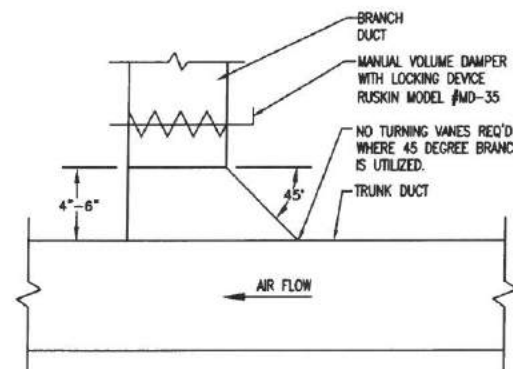 BRANCH
DUCT
MANUAL VOLUME DAMPER
WITH LOCKING DEVICE
RUSKIN MODEL #MD-35
NO TURNING VANES REQ'D
WHERE 45 DEGREE BRANC
IS UTILIZED.
TRUNK DUCT
4"-6"
45°
AIR FLOW